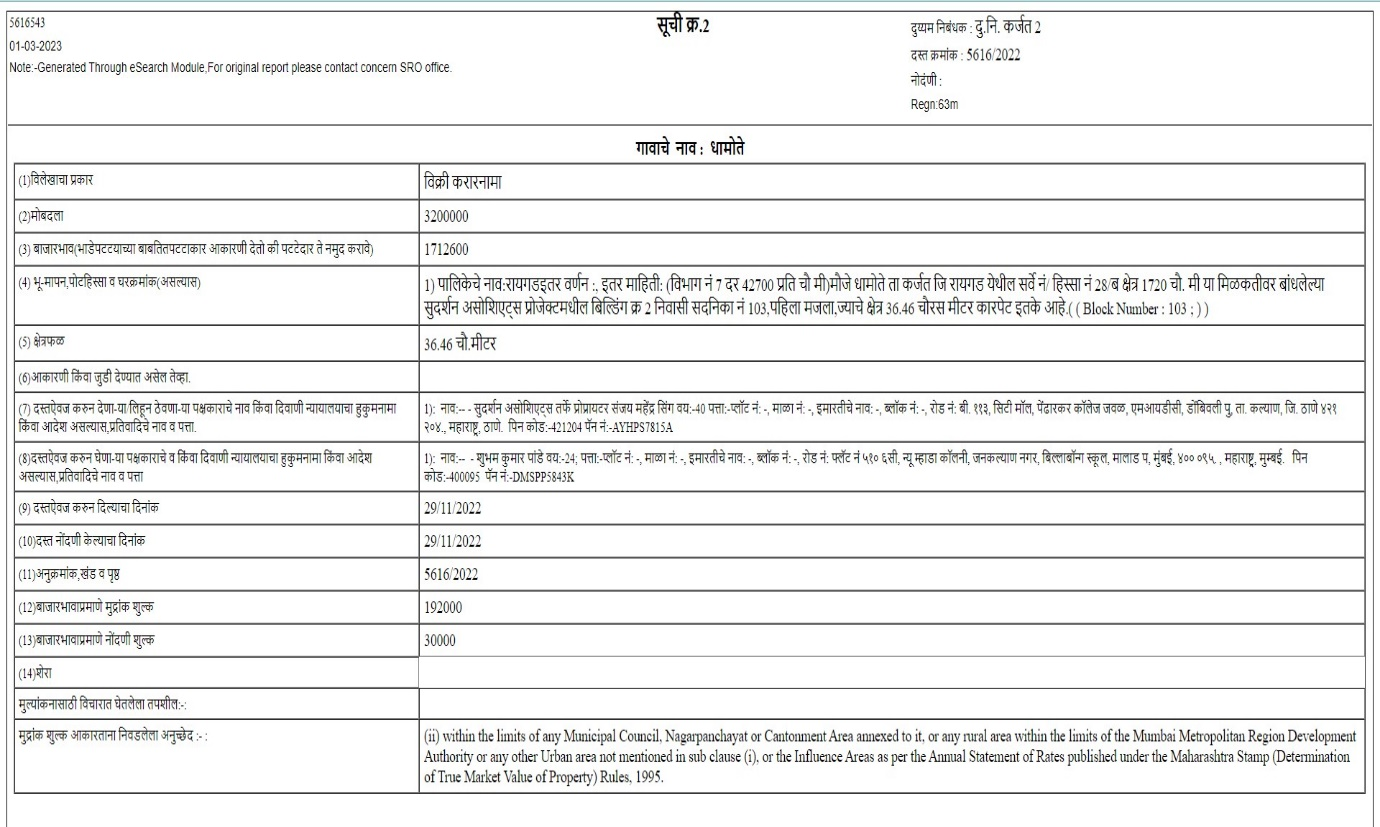 5616543
01-03-2023
Note:-Generated Through eSearch Module,For original report please contact concern SRO office.
सूची क्र.2
दुय्यम निबंधक : दु.नि. कर्जत 2
दस्त क्रमांक : 5616/2022
नोदंणी :
Regn:63m
गावाचे नाव : धामोते
(1)विलेखाचा प्रकार
विक्री करारनामा
(2)मोबदला
3200000
(3) बाजारभाव(भाडेपटटयाच्या बाबतितपटटाकार आकारणी देतो की पटटेदार ते नमुद करावे)
1712600
(4) भू-मापन,पोटहिस्सा व घरक्रमांक(असल्यास)
1) पालिकेचे नाव:रायगडइतर वर्णन :, इतर माहिती: (विभाग नं 7 दर 42700 प्रति चौ मी)मौजे धामोते ता कर्जत जि रायगड येथील सर्वे नं/ हिस्सा नं 28/ब क्षेत्र 1720 चौ. मी या मिळकतीवर बांधलेल्या
सुदर्शन असोशिएट्स प्रोजेक्टमधील बिल्डिंग क्र 2 निवासी सदनिका नं 103,पहिला मजला,ज्याचे क्षेत्र 36.46 चौरस मीटर कारपेट इतके आहे.( ( Block Number : 103 ; ) )
(5) क्षेत्रफळ
36.46 चौ.मीटर
(6)आकारणी किंवा जुडी देण्यात असेल तेव्हा.
(7) दस्तऐवज करुन देणा-या/लिहून ठेवणा-या पक्षकाराचे नाव किंवा दिवाणी न्यायालयाचा हुकुमनामा
किंवा आदेश असल्यास,प्रतिवादिचे नाव व पत्ता.
1): नाव:-- - सुदर्शन असोशिएट्स तर्फे प्रोप्रायटर संजय महेंद्र सिंग वय:-40 पत्ता:-प्लॉट नं: -, माळा नं: -, इमारतीचे नाव: -, ब्लॉक नं: -, रोड नं: बी. ११३, सिटी मॉल, पेंढारकर कॉलेज जवळ, एमआयडीसी, डोंबिवली पु, ता. कल्याण, जि. ठाणे ४२१
२०४., महाराष्ट्र, ठाणे. पिन कोड:-421204 पॅन नं:-AYHPS7815A
(8)दस्तऐवज करुन घेणा-या पक्षकाराचे व किंवा दिवाणी न्यायालयाचा हुकुमनामा किंवा आदेश
असल्यास,प्रतिवादिचे नाव व पत्ता
1): नाव:-- - शुभम कुमार पांडे वय:-24; पत्ता:-प्लॉट नं: -, माळा नं: -, इमारतीचे नाव: -, ब्लॉक नं: -, रोड नं: फ्लॅट नं ५१० ६सी, न्यू म्हाडा कॉलनी, जनकल्याण नगर, बिल्लाबॉन्ग स्कूल, मालाड प, मुंबई, ४०० ०९५. , महाराष्ट्र, मुम्बई. पिन
कोड:-400095 पॅन नं:-DMSPP5843K
(9) दस्तऐवज करुन दिल्याचा दिनांक
29/11/2022
(10)दस्त नोंदणी केल्याचा दिनांक
29/11/2022
(11)अनुक्रमांक,खंड व पृष्ठ
5616/2022
(12)बाजारभावाप्रमाणे मुद्रांक शुल्क
192000
(13)बाजारभावाप्रमाणे नोंदणी शुल्क
30000
(14)शेरा
मुल्यांकनासाठी विचारात घेतलेला तपशील:-:
मुद्रांक शुल्क आकारताना निवडलेला अनुच्छेद :- :
(ii) within the limits of any Municipal Council, Nagarpanchayat or Cantonment Area annexed to it, or any rural area within the limits of the Mumbai Metropolitan Region Development
Authority or any other Urban area not mentioned in sub clause (i), or the Influence Areas as per the Annual Statement of Rates published under the Maharashtra Stamp (Determination
of True Market Value of Property) Rules, 1995.